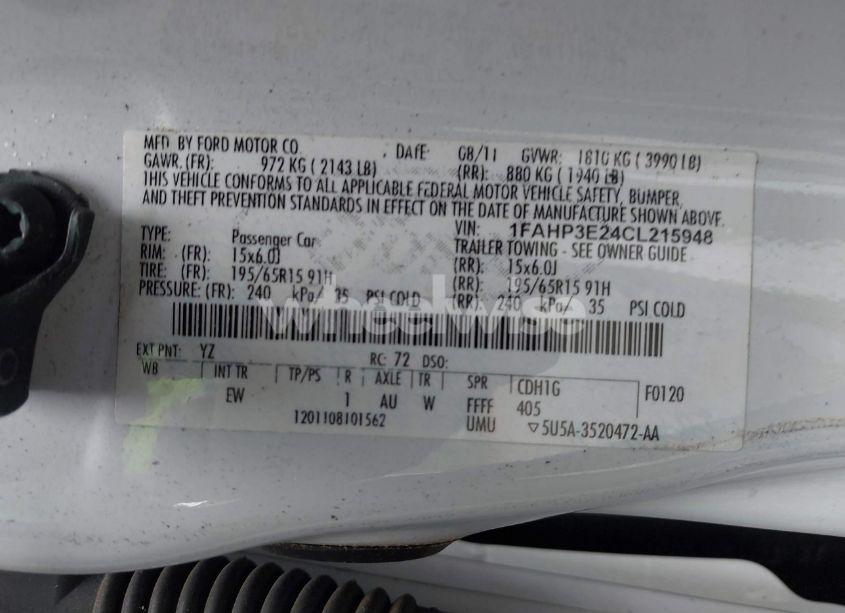 MFD. BY FORD MOTOR CO.
DATE: 08/11 GVWR: 1810 KG ( 3990 LB)
GAWR: (FR): 972 KG ( 2143 LB) (RR): 880 KG ( 1940 LB)
THIS VEHICLE CONFORMS TO ALL APPLICABLE FEDERAL MOTOR VEHICLE SAFETY, BUMPER,
AND THEFT PREVENTION STANDARDS IN EFFECT ON THE DATE OF MANUFACTURE SHOWN ABOVE.
VIN: 1FAHP3E24CL215948
TYPE: Passenger Car TRAILER TOWING - SEE OWNER GUIDE
RIM: (FR): 15x6.0J (RR): 15x6.0J
TIRE: (FR): 195/65R15 91H (RR): 195/65R15 91H
PRESSURE: (FR): 240 kPa/ 35 PSI COLD (RR): 240 kPa/ 35 PSI COLD
wheelwise
EXT PNT: YZ RC: 72 DSO:
WB INT TR TP/PS R AXLE TR SPR CDH1G F0120
EW 1 AU W FFFF 405
1201108101562 UMU ▽5U5A-3520472-AA